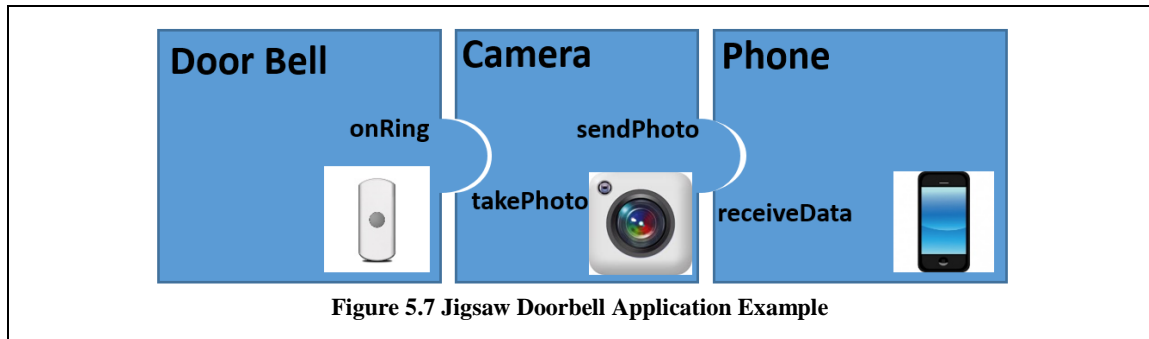 Door Bell
Camera
Phone
onRing
sendPhoto
takePhoto
receiveData
Figure 5.7 Jigsaw Doorbell Application Example